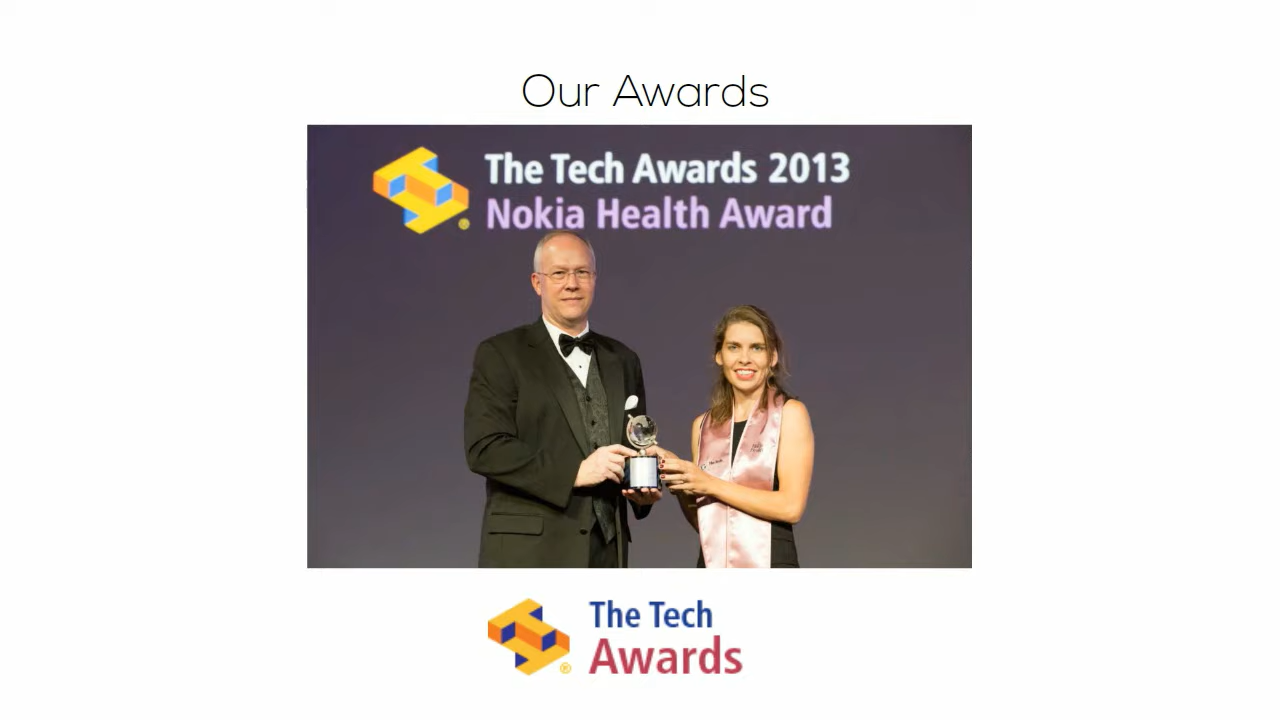 Our Awards
The Tech Awards 2013
Nokia Health Award
The Tech
Awards